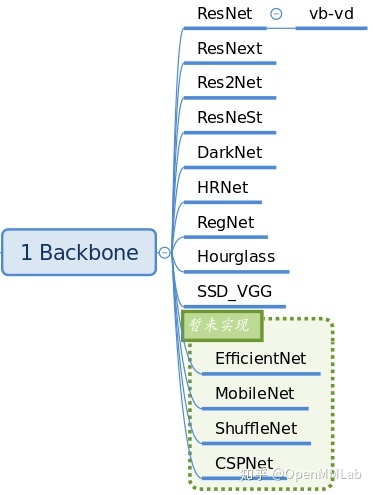 ResNet vb-vd
ResNext
Res2Net
ResNeSt
DarkNet
HRNet
1 Backbone
RegNet
Hourglass
SSD_VGG
暂未实现
EfficientNet
MobileNet
ShuffleNet
CSPNet
知乎 @OpenMMLab